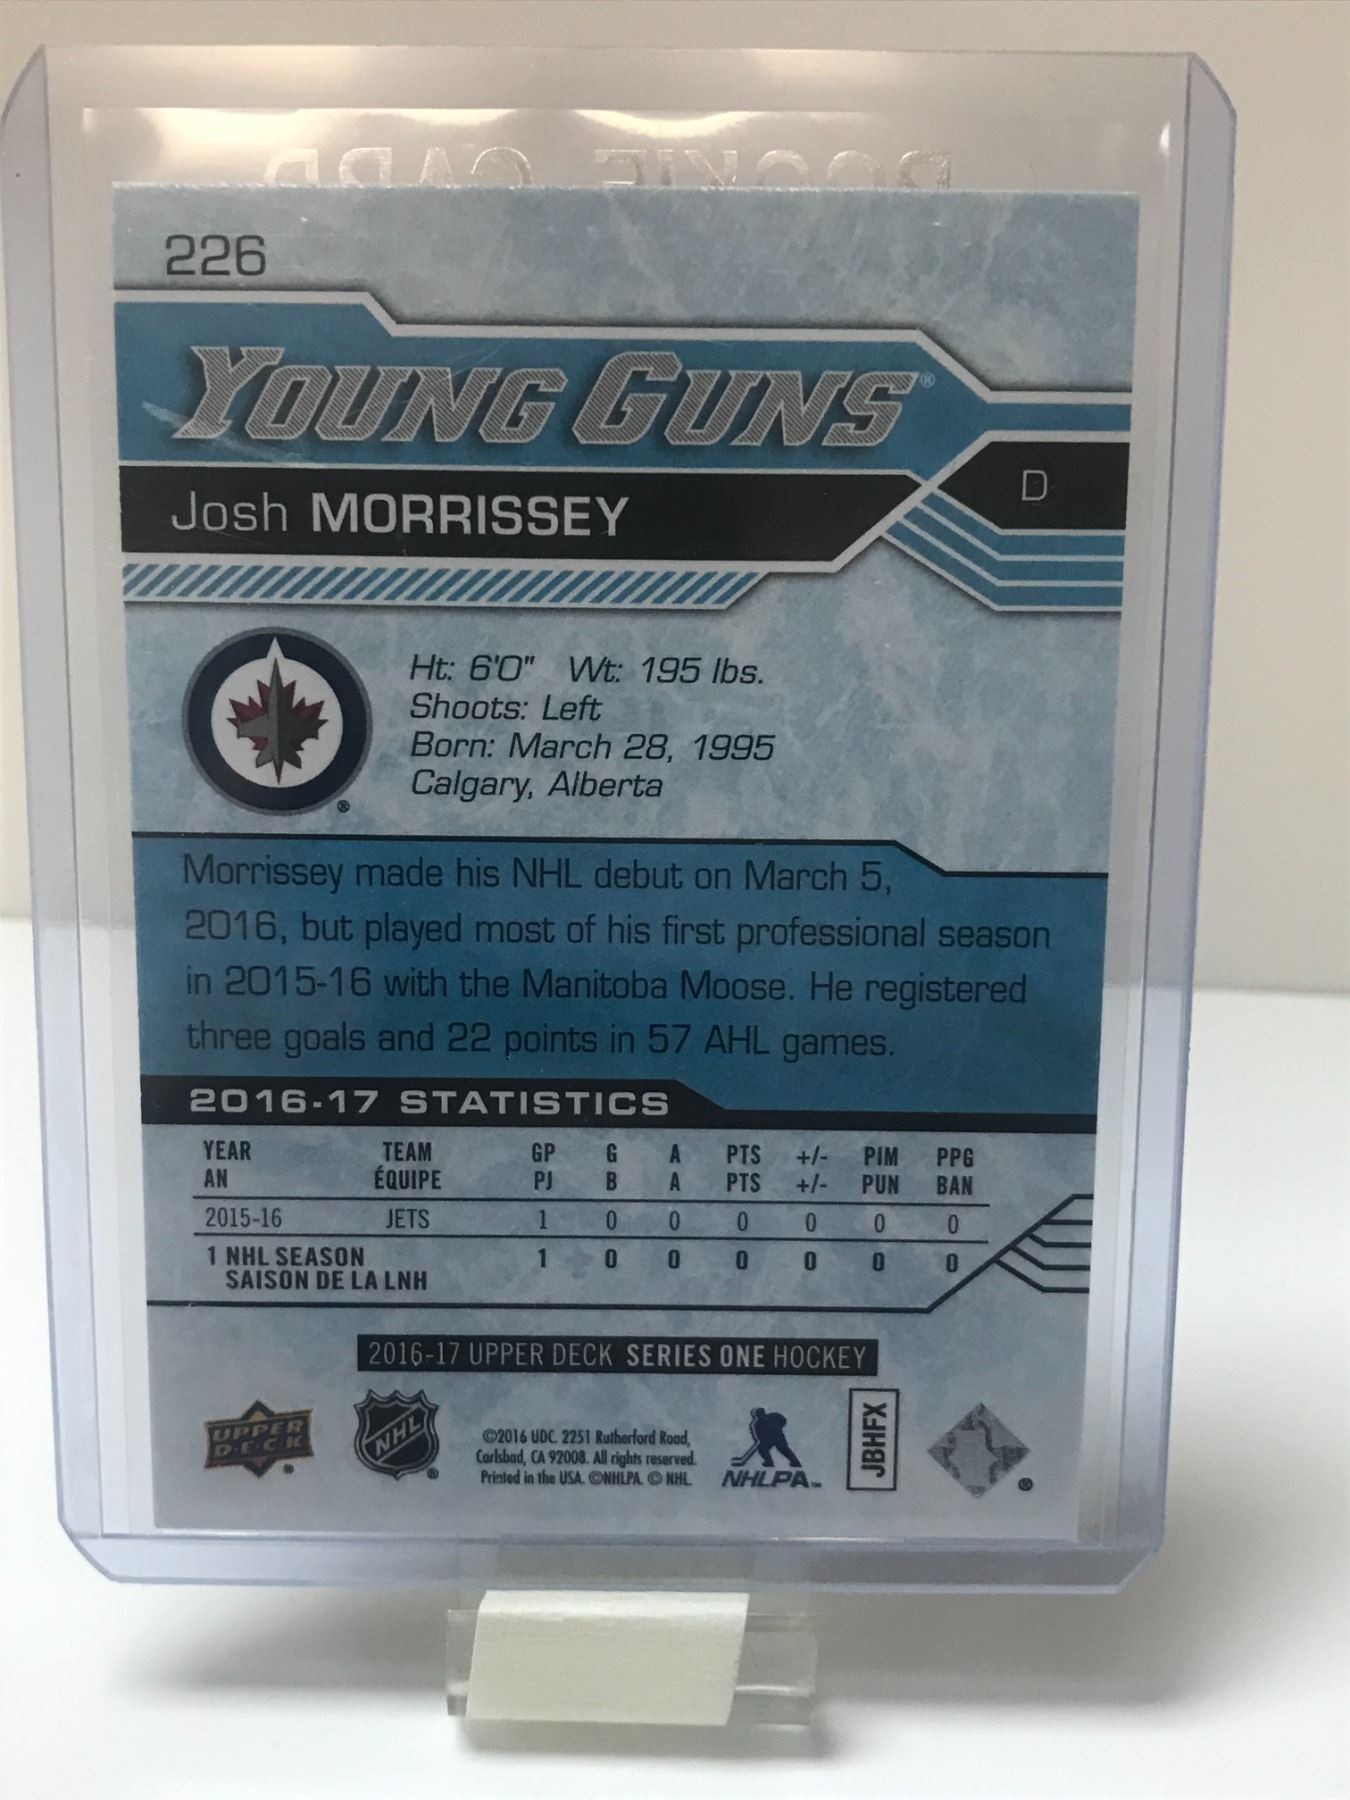 ROOKIE CARD
226
YOUNG GUNS®
Josh MORRISSEY
D
Ht: 6'0" Wt: 195 lbs.
Shoots: Left
Born: March 28, 1995
Calgary, Alberta
®
Morrissey made his NHL debut on March 5,
2016, but played most of his first professional season
in 2015-16 with the Manitoba Moose. He registered
three goals and 22 points in 57 AHL games.
2016-17 STATISTICS
YEAR TEAM GP G A PTS +/- PIM PPG
AN ÉQUIPE PJ B A PTS +/- PUN BAN
2015-16 JETS 1 0 0 0 0 0 0
1 NHL SEASON 1 0 0 0 0 0 0
SAISON DE LA LNH
2016-17 UPPER DECK SERIES ONE HOCKEY
UPPER
DECK
®
NHL
®
©2016 UDC. 2251 Rutherford Road,
Carlsbad, CA 92008. All rights reserved.
Printed in the USA. ©NHLPA. © NHL.
NHLPA™
JBHFX
®